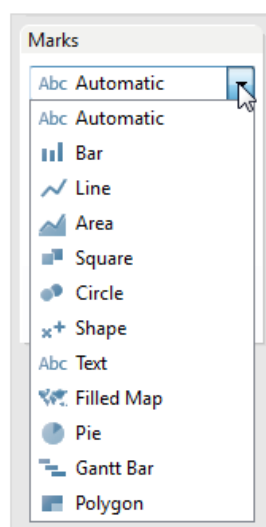 Marks
Abc Automatic
Abc Automatic
Bar
Line
Area
Square
Circle
Shape
Abc Text
Filled Map
Pie
Gantt Bar
Polygon